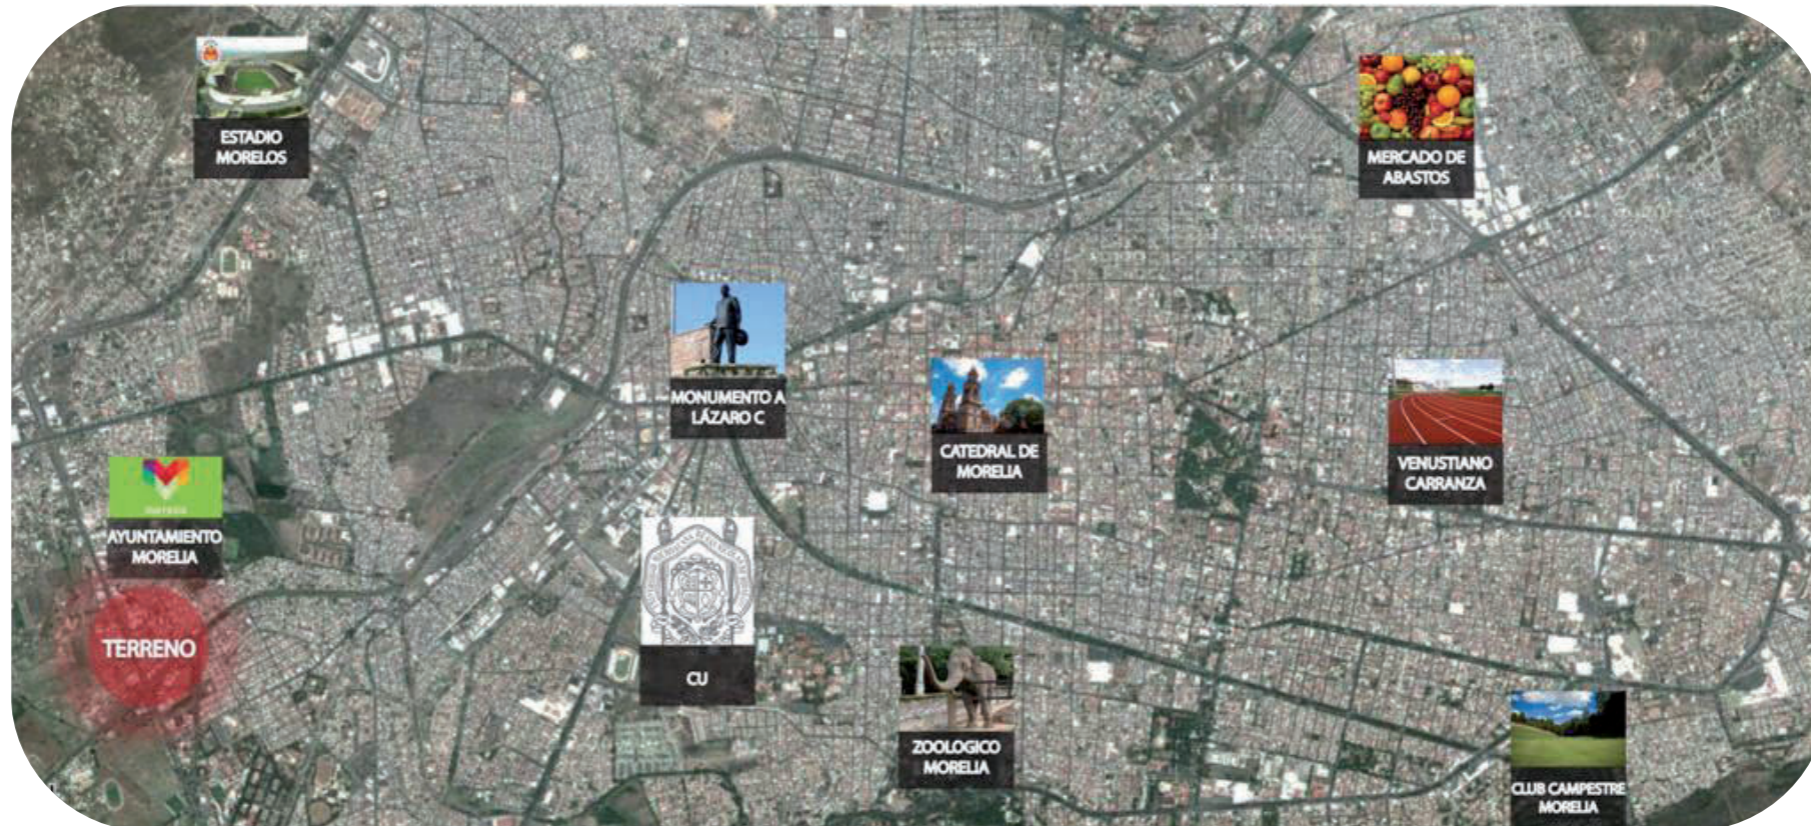 ESTADIO
MORELOS
MERCADO DE
ABASTOS
MONUMENTO A
LÁZARO C
CATEDRAL DE
MORELIA
VENUSTIANO
CARRANZA
AYUNTAMIENTO
MORELIA
TERRENO
CU
ZOOLOGICO
MORELIA
CLUB CAMPESTRE
MORELIA